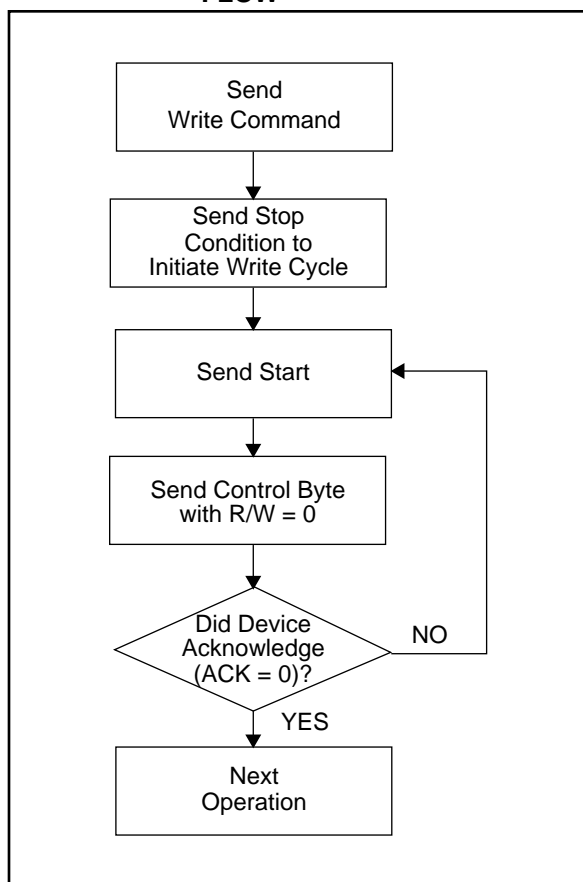 FLOW
Send
Write Command
Send Stop
Condition to
Initiate Write Cycle
Send Start
Send Control Byte
with R/W = 0
Did Device
Acknowledge
(ACK = 0)?
NO
YES
Next
Operation